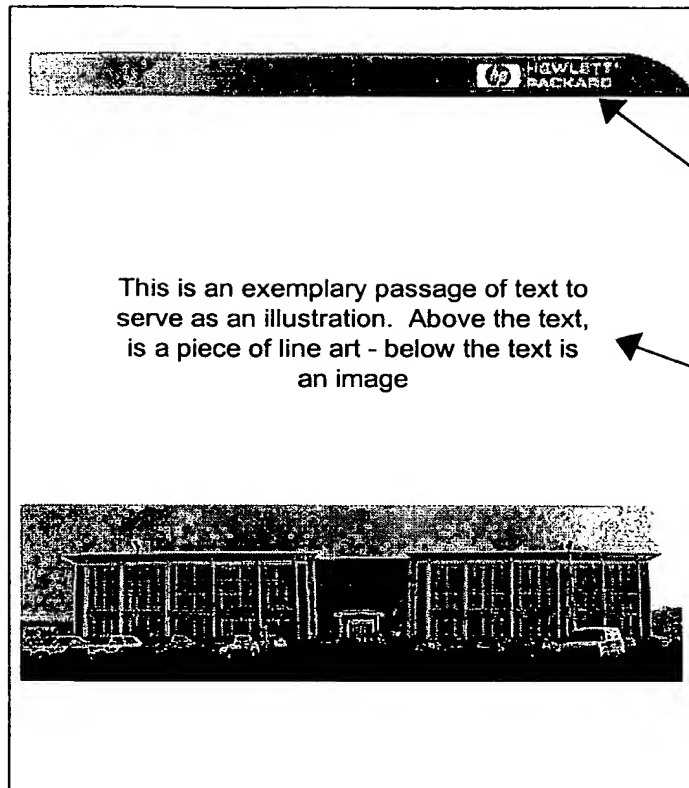 hp HEWLETT®
PACKARD
This is an exemplary passage of text to
serve as an illustration.  Above the text,
is a piece of line art - below the text is
an image